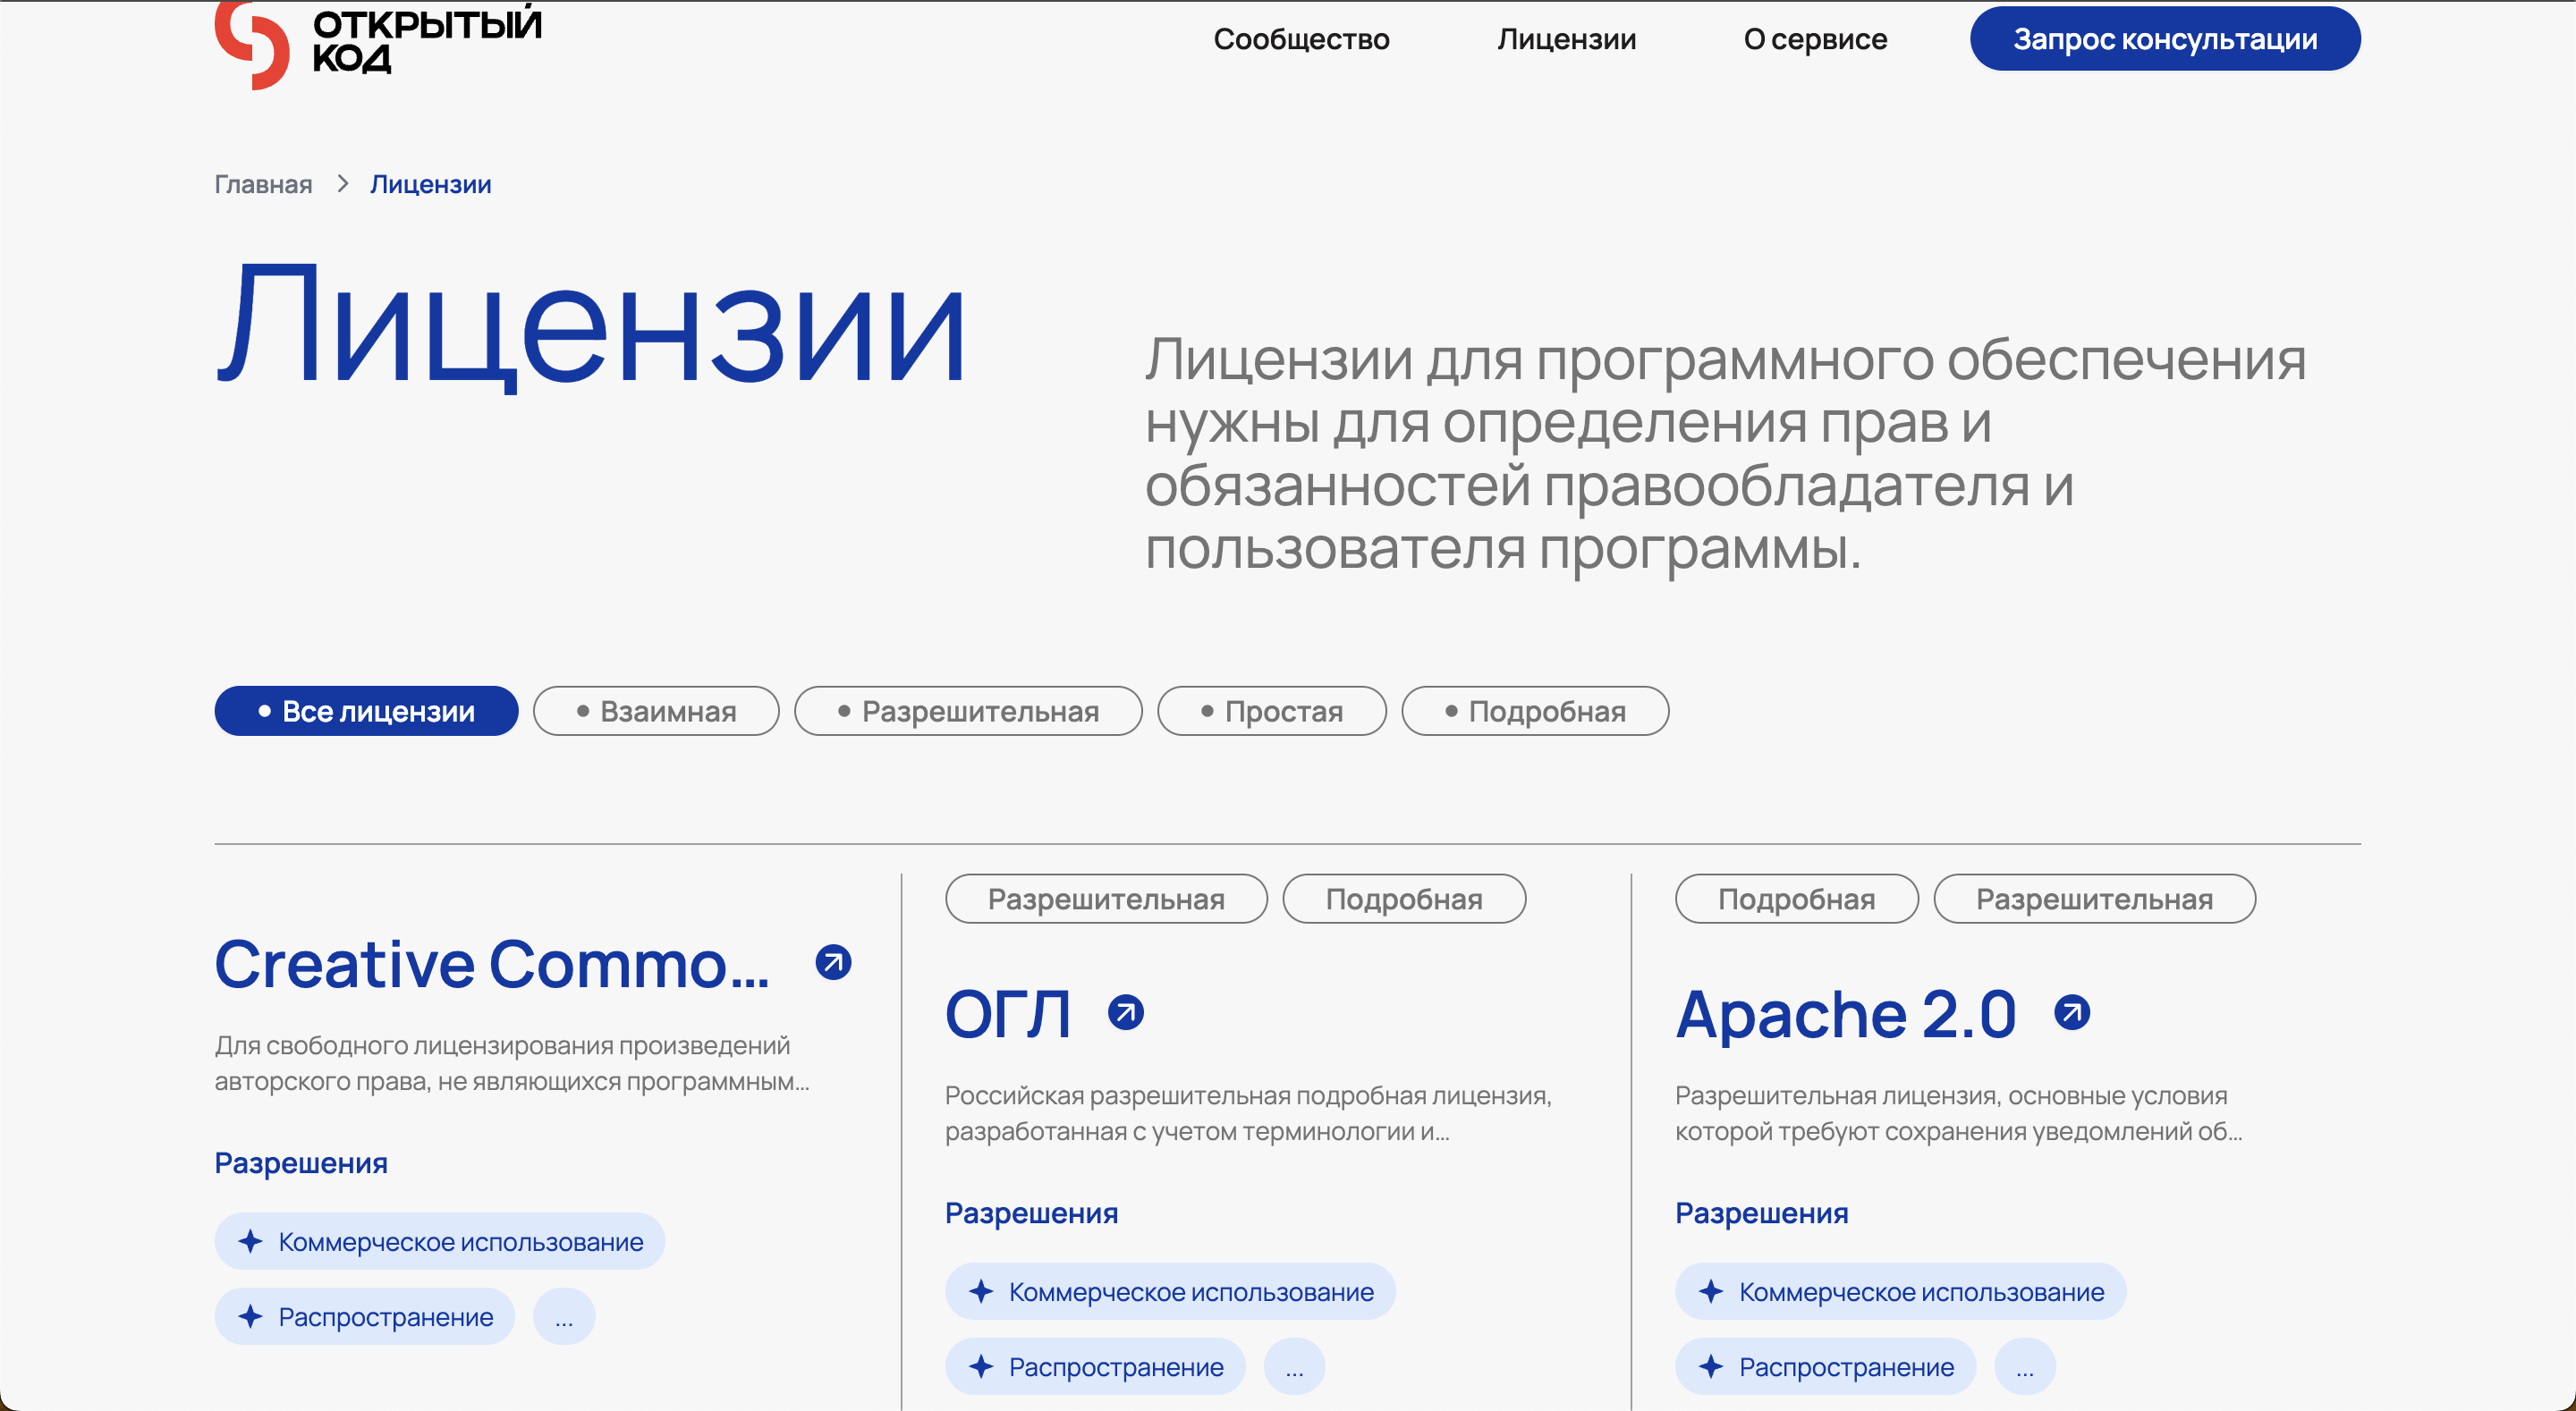 ОТКРЫТЫЙ
КОД
Сообщество
Лицензии
О сервисе
Запрос консультации
Главная
Лицензии
Лицензии
Лицензии для программного обеспечения
нужны для определения прав и
обязанностей правообладателя и
пользователя программы.
Все лицензии
Взаимная
Разрешительная
Простая
Подробная
Creative Commo...
Для свободного лицензирования произведений
авторского права, не являющихся программным...
Разрешения
Коммерческое использование
Распространение
...
Разрешительная
Подробная
ОГЛ
Российская разрешительная подробная лицензия,
разработанная с учетом терминологии и...
Разрешения
Коммерческое использование
Распространение
...
Подробная
Разрешительная
Apache 2.0
Разрешительная лицензия, основные условия
которой требуют сохранения уведомлений об...
Разрешения
Коммерческое использование
Распространение
...